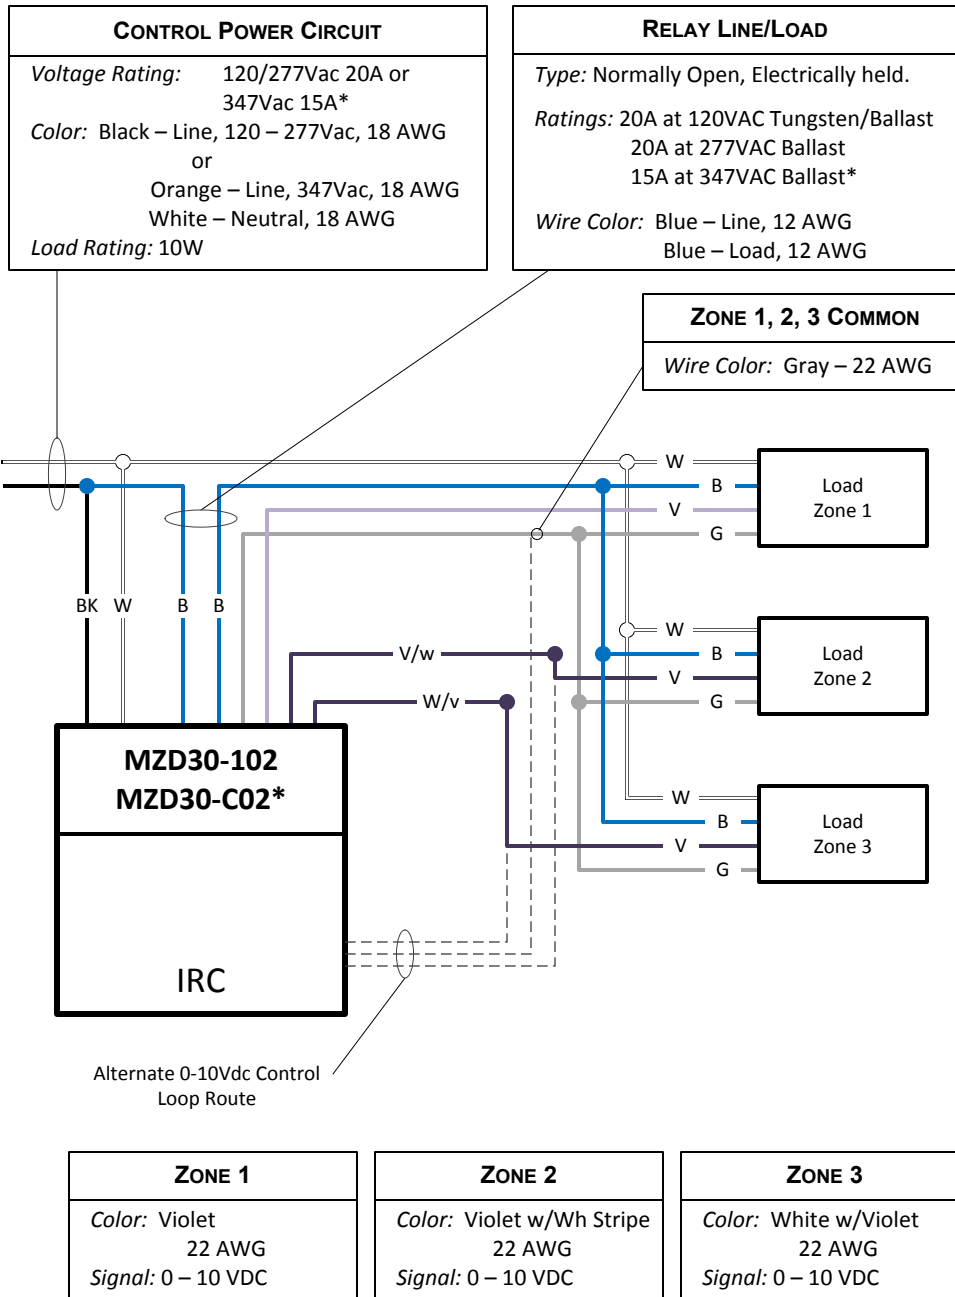 CONTROL POWER CIRCUIT
Voltage Rating: 120/277Vac 20A or
347Vac 15A*
Color: Black – Line, 120 – 277Vac, 18 AWG
or
Orange – Line, 347Vac, 18 AWG
White – Neutral, 18 AWG
Load Rating: 10W
RELAY LINE/LOAD
Type: Normally Open, Electrically held.
Ratings: 20A at 120VAC Tungsten/Ballast
20A at 277VAC Ballast
15A at 347VAC Ballast*
Wire Color: Blue – Line, 12 AWG
Blue – Load, 12 AWG
ZONE 1, 2, 3 COMMON
Wire Color: Gray – 22 AWG
W
B
V
G
Load
Zone 1
BK W B B
W
B
V
G
Load
Zone 2
V/w
W/v
MZD30-102
MZD30-C02*
W
B
V
G
Load
Zone 3
IRC
Alternate 0-10Vdc Control
Loop Route
ZONE 1
Color: Violet
22 AWG
Signal: 0 – 10 VDC
ZONE 2
Color: Violet w/Wh Stripe
22 AWG
Signal: 0 – 10 VDC
ZONE 3
Color: White w/Violet
22 AWG
Signal: 0 – 10 VDC